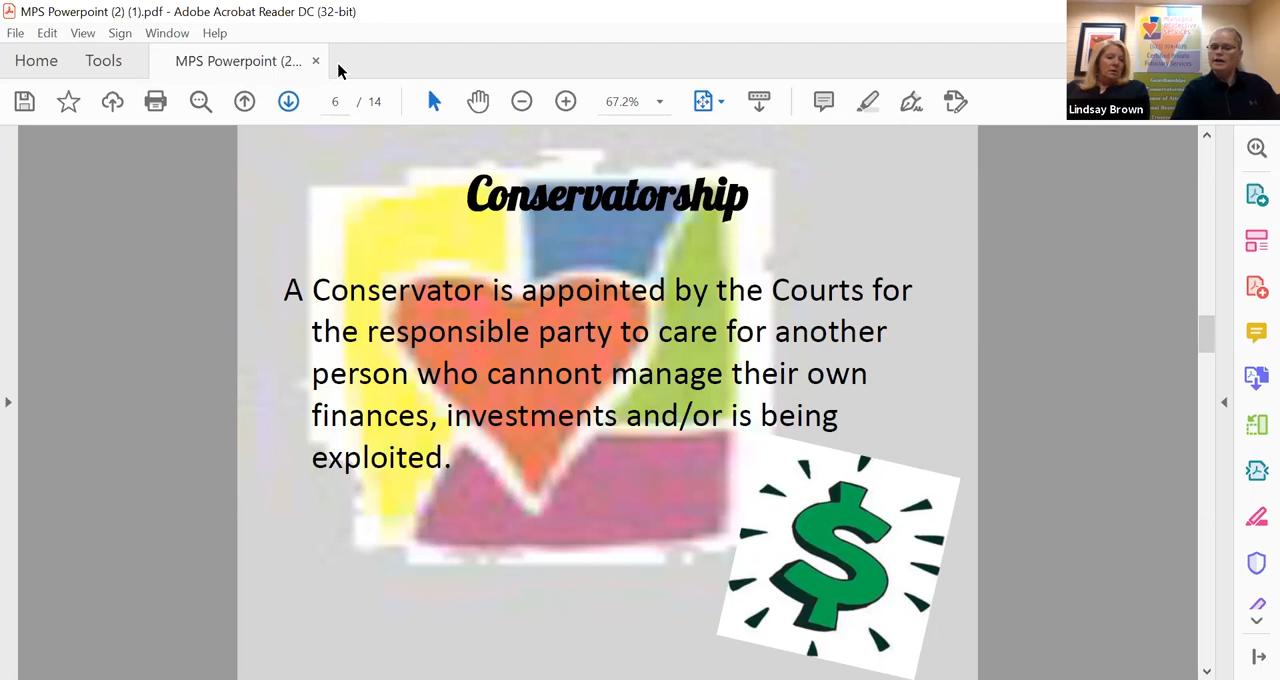 MPS Powerpoint (2) (1).pdf - Adobe Acrobat Reader DC (32-bit)
File Edit View Sign Window Help
Home Tools MPS Powerpoint (2... ×
6 / 14 67.2%
Lindsay Brown
Conservatorship
A Conservator is appointed by the Courts for
the responsible party to care for another
person who cannont manage their own
finances, investments and/or is being
exploited.
$